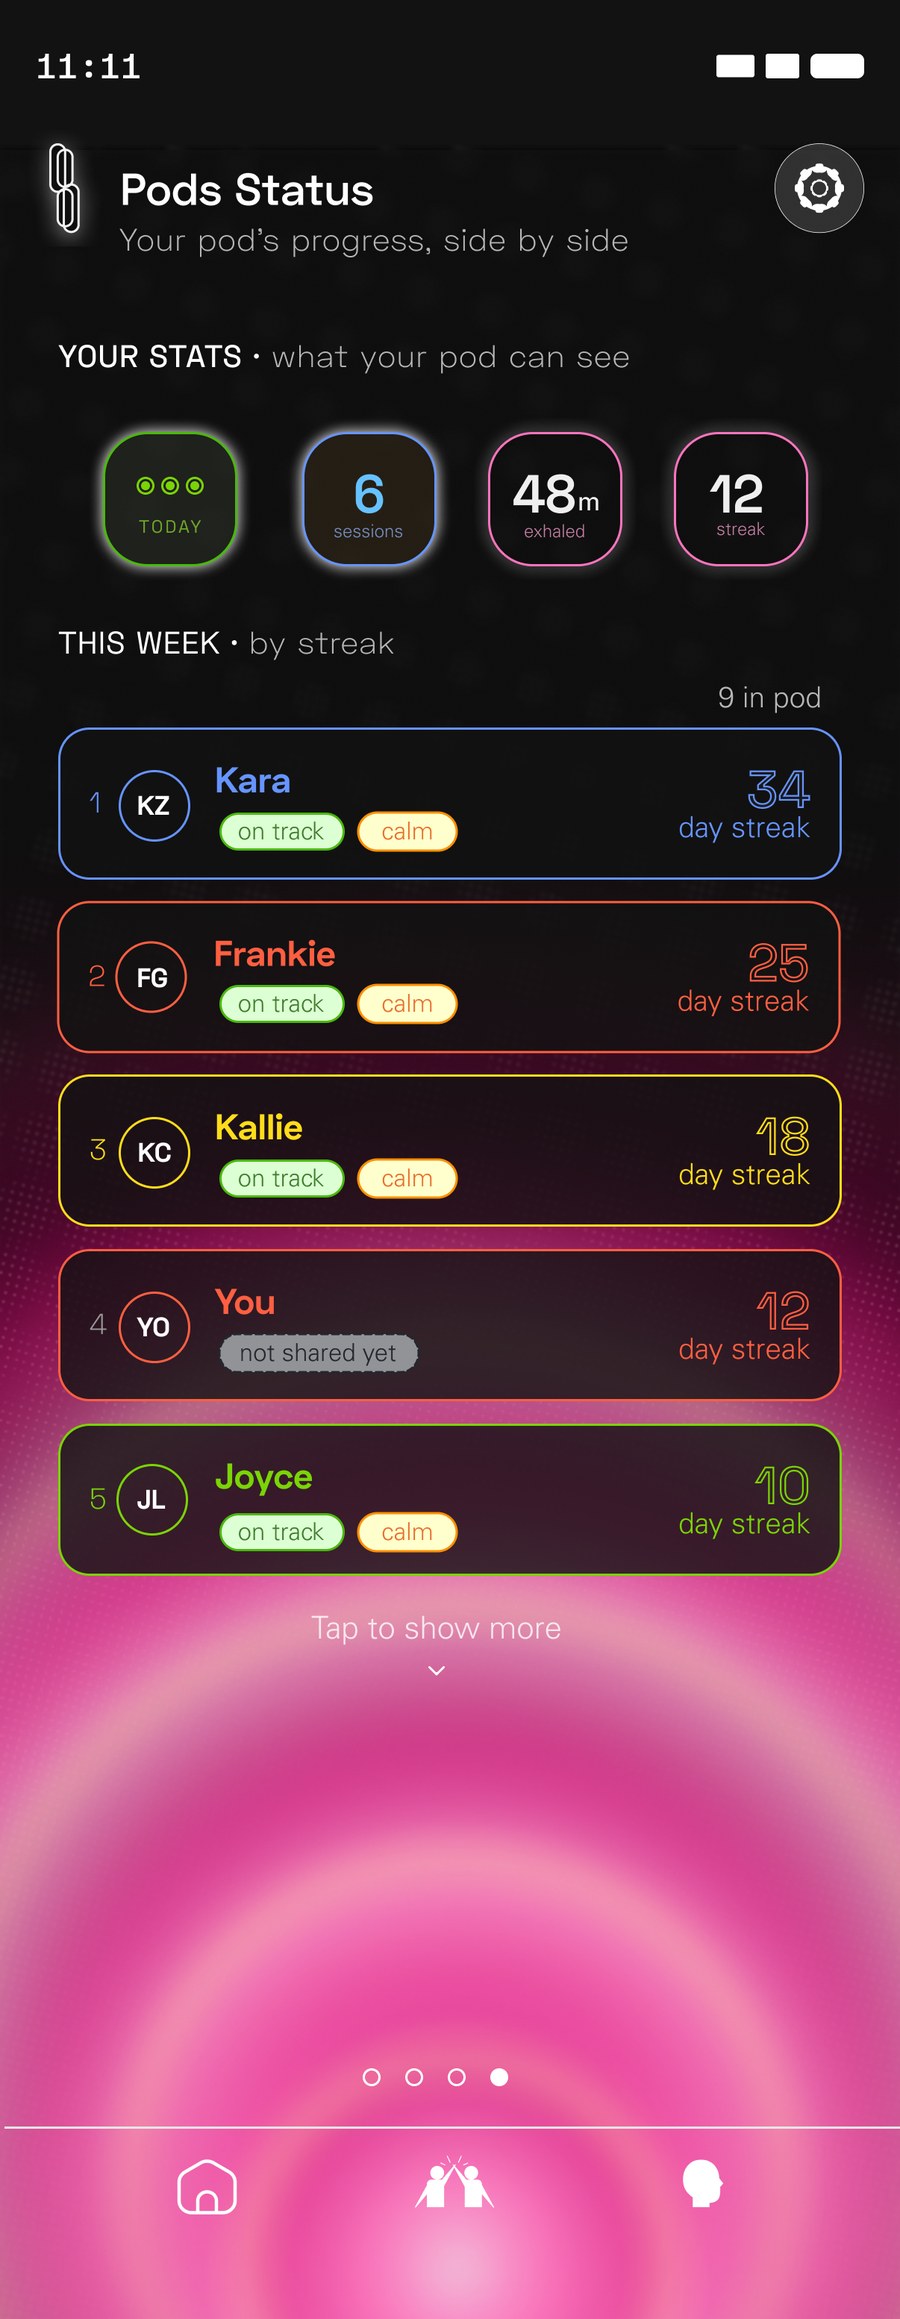 11:11
Pods Status
Your pod's progress, side by side
YOUR STATS · what your pod can see
TODAY
6
sessions
48m
exhaled
12
streak
THIS WEEK · by streak
9 in pod
1 KZ Kara
on track calm
34
day streak
2 FG Frankie
on track calm
25
day streak
3 KC Kallie
on track calm
18
day streak
4 YO You
not shared yet
12
day streak
5 JL Joyce
on track calm
10
day streak
Tap to show more